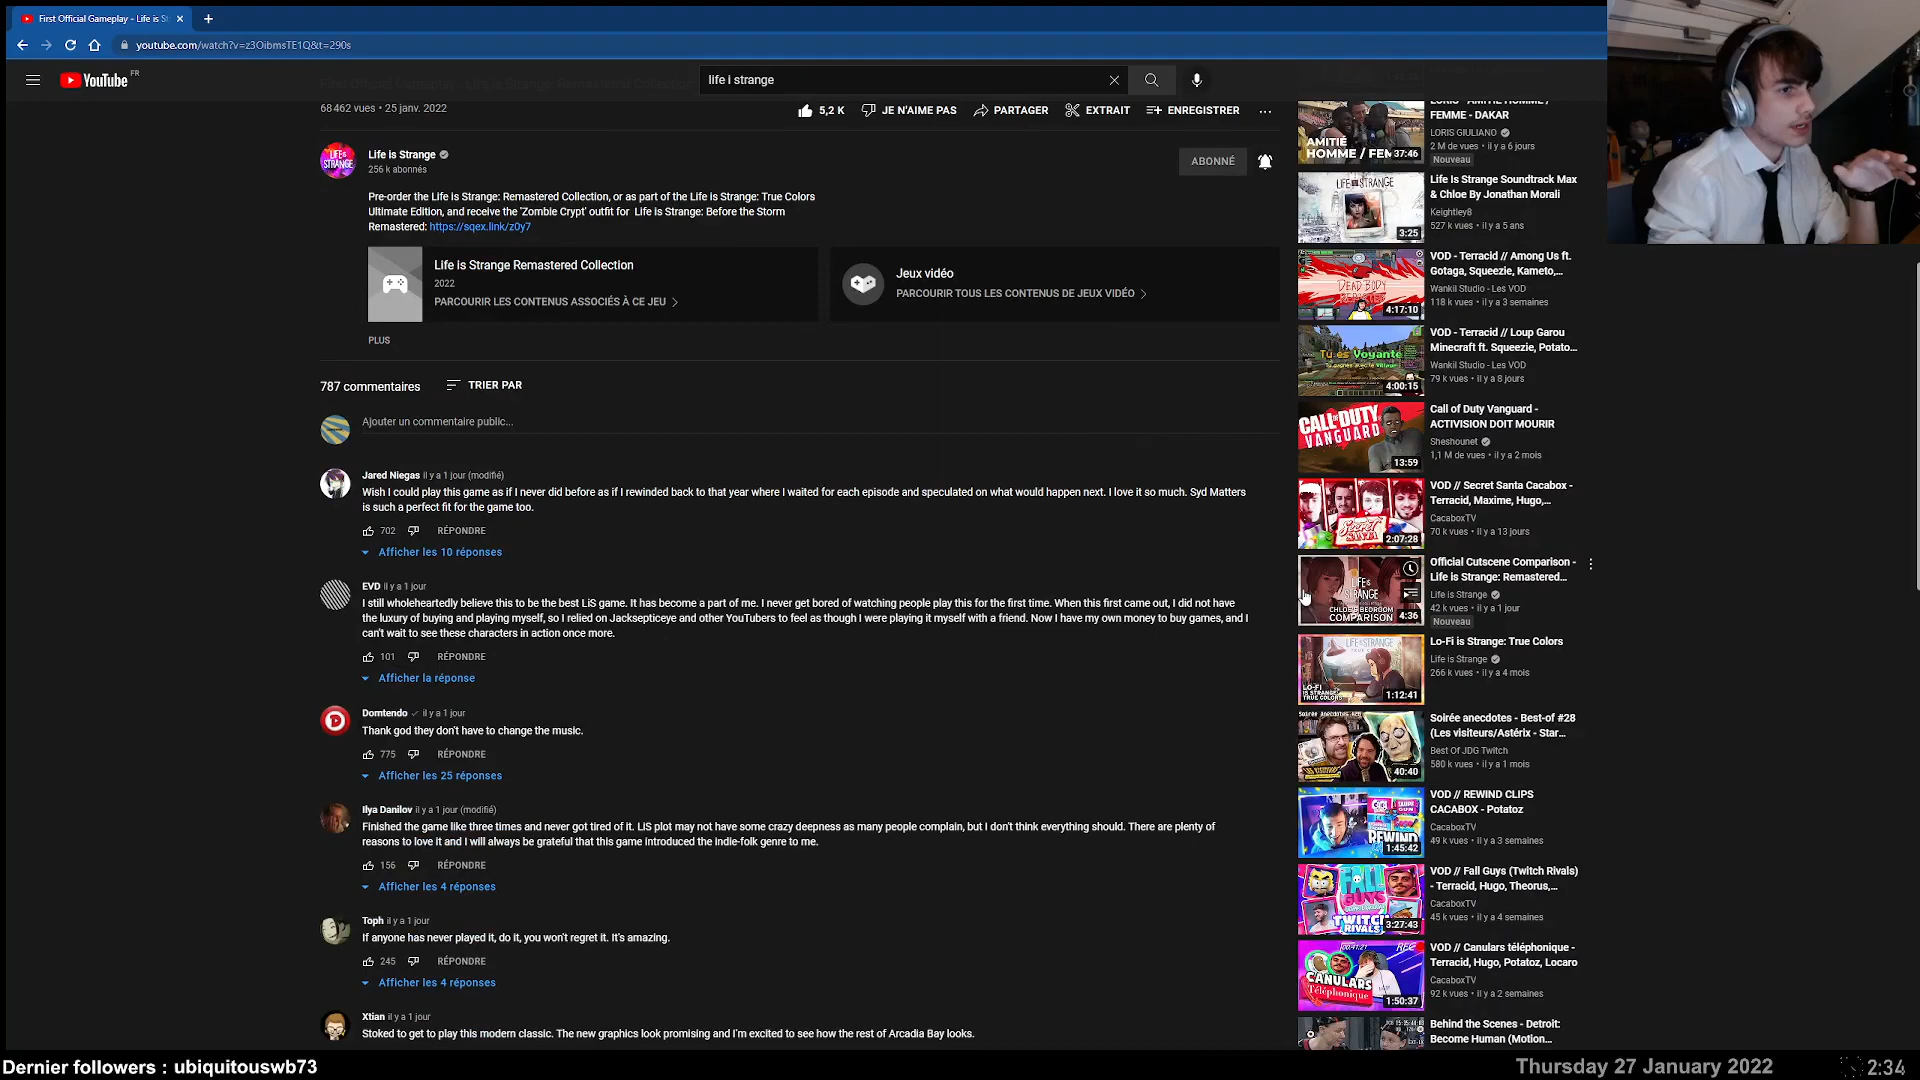 First Official Gameplay - Life is S
youtube.com/watch?v=z3OibmsTE1Q&t=290s
YouTube FR
life i strange
68 462 vues • 25 janv. 2022
5,2 K
JE N'AIME PAS
PARTAGER
EXTRAIT
ENREGISTRER
Life is Strange
256 k abonnés
ABONNÉ
Pre-order the Life is Strange: Remastered Collection, or as part of the Life is Strange: True Colors
Ultimate Edition, and receive the 'Zombie Crypt' outfit for Life is Strange: Before the Storm
Remastered: https://sqex.link/z0y7
Life is Strange Remastered Collection
2022
PARCOURIR LES CONTENUS ASSOCIÉS À CE JEU
Jeux vidéo
PARCOURIR TOUS LES CONTENUS DE JEUX VIDÉO
PLUS
787 commentaires
TRIER PAR
Ajouter un commentaire public...
Jared Niegas il y a 1 jour (modifié)
Wish I could play this game as if I never did before as if I rewinded back to that year where I waited for each episode and speculated on what would happen next. I love it so much. Syd Matters
is such a perfect fit for the game too.
702
RÉPONDRE
Afficher les 10 réponses
EVD il y a 1 jour
I still wholeheartedly believe this to be the best LiS game. It has become a part of me. I never get bored of watching people play this for the first time. When this first came out, I did not have
the luxury of buying and playing myself, so I relied on Jacksepticeye and other YouTubers to feel as though I were playing it myself with a friend. Now I have my own money to buy games, and I
can't wait to see these characters in action once more.
101
RÉPONDRE
Afficher la réponse
Domtendo il y a 1 jour
Thank god they don't have to change the music.
775
RÉPONDRE
Afficher les 25 réponses
Ilya Danilov il y a 1 jour (modifié)
Finished the game like three times and never got tired of it. LiS plot may not have some crazy deepness as many people complain, but I don't think everything should. There are plenty of
reasons to love it and I will always be grateful that this game introduced the indie-folk genre to me.
156
RÉPONDRE
Afficher les 4 réponses
Toph il y a 1 jour
If anyone has never played it, do it, you won't regret it. It's amazing.
245
RÉPONDRE
Afficher les 4 réponses
Xtian il y a 1 jour
Stoked to get to play this modern classic. The new graphics look promising and I'm excited to see how the rest of Arcadia Bay looks.
AMITIÉ
HOMME / FEM
37:46
LORIS - AMITIÉ HOMME /
FEMME - DAKAR
LORIS GIULIANO
2 M de vues • il y a 6 jours
Nouveau
3:25
Life Is Strange Soundtrack Max
& Chloe By Jonathan Morali
Keightley8
527 k vues • il y a 5 ans
DEAD BODY
4:17:10
VOD - Terracid // Among Us ft.
Gotaga, Squeezie, Kameto,...
Wankil Studio - Les VOD
118 k vues • il y a 3 semaines
Tu es Voyante
4:00:15
VOD - Terracid // Loup Garou
Minecraft ft. Squeezie, Potato...
Wankil Studio - Les VOD
79 k vues • il y a 8 jours
CALL OF DUTY
VANGUARD
13:59
Call of Duty Vanguard -
ACTIVISION DOIT MOURIR
Sheshounet
1,1 M de vues • il y a 2 mois
Secret
SANTA
2:07:28
VOD // Secret Santa Cacabox -
Terracid, Maxime, Hugo,...
CacaboxTV
70 k vues • il y a 13 jours
LIFE IS
STRANGE
CHLOE'S BEDROOM
COMPARISON
4:36
Official Cutscene Comparison -
Life is Strange: Remastered...
Life is Strange
42 k vues • il y a 1 jour
Nouveau
LO-FI
1:12:41
Lo-Fi is Strange: True Colors
Life is Strange
266 k vues • il y a 4 mois
40:40
Soirée anecdotes - Best-of #28
(Les visiteurs/Astérix - Star...
Best Of JDG Twitch
580 k vues • il y a 1 mois
REWIND
1:45:42
VOD // REWIND CLIPS
CACABOX - Potatoz
CacaboxTV
49 k vues • il y a 3 semaines
FALL
GUYS
TWITCH
RIVALS
3:27:43
VOD // Fall Guys (Twitch Rivals)
- Terracid, Hugo, Theorus,...
CacaboxTV
45 k vues • il y a 4 semaines
CANULARS
Téléphonique
1:50:37
VOD // Canulars téléphonique -
Terracid, Hugo, Potatoz, Locaro
CacaboxTV
92 k vues • il y a 2 semaines
Behind the Scenes - Detroit:
Become Human (Motion...
Dernier followers : ubiquitouswb73
Thursday 27 January 2022
2:34